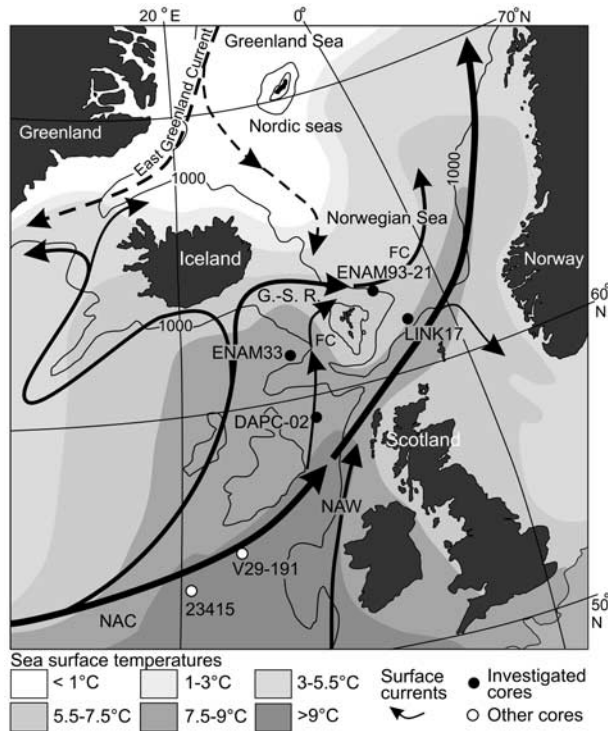 20 °E
0°
70°N
Greenland Sea
Greenland
East Greenland Current
Nordic seas
1000
Norwegian Sea
1000
Iceland
FC
Norway
ENAM93-21
G.-S. R.
60°
N
1000
FC
LINK17
ENAM33
DAPC-02
Scotland
NAW
V29-191
23415
NAC
50°
N
Sea surface temperatures
< 1°C
1-3°C
3-5.5°C
Surface
currents
Investigated
cores
5.5-7.5°C
7.5-9°C
>9°C
Other cores